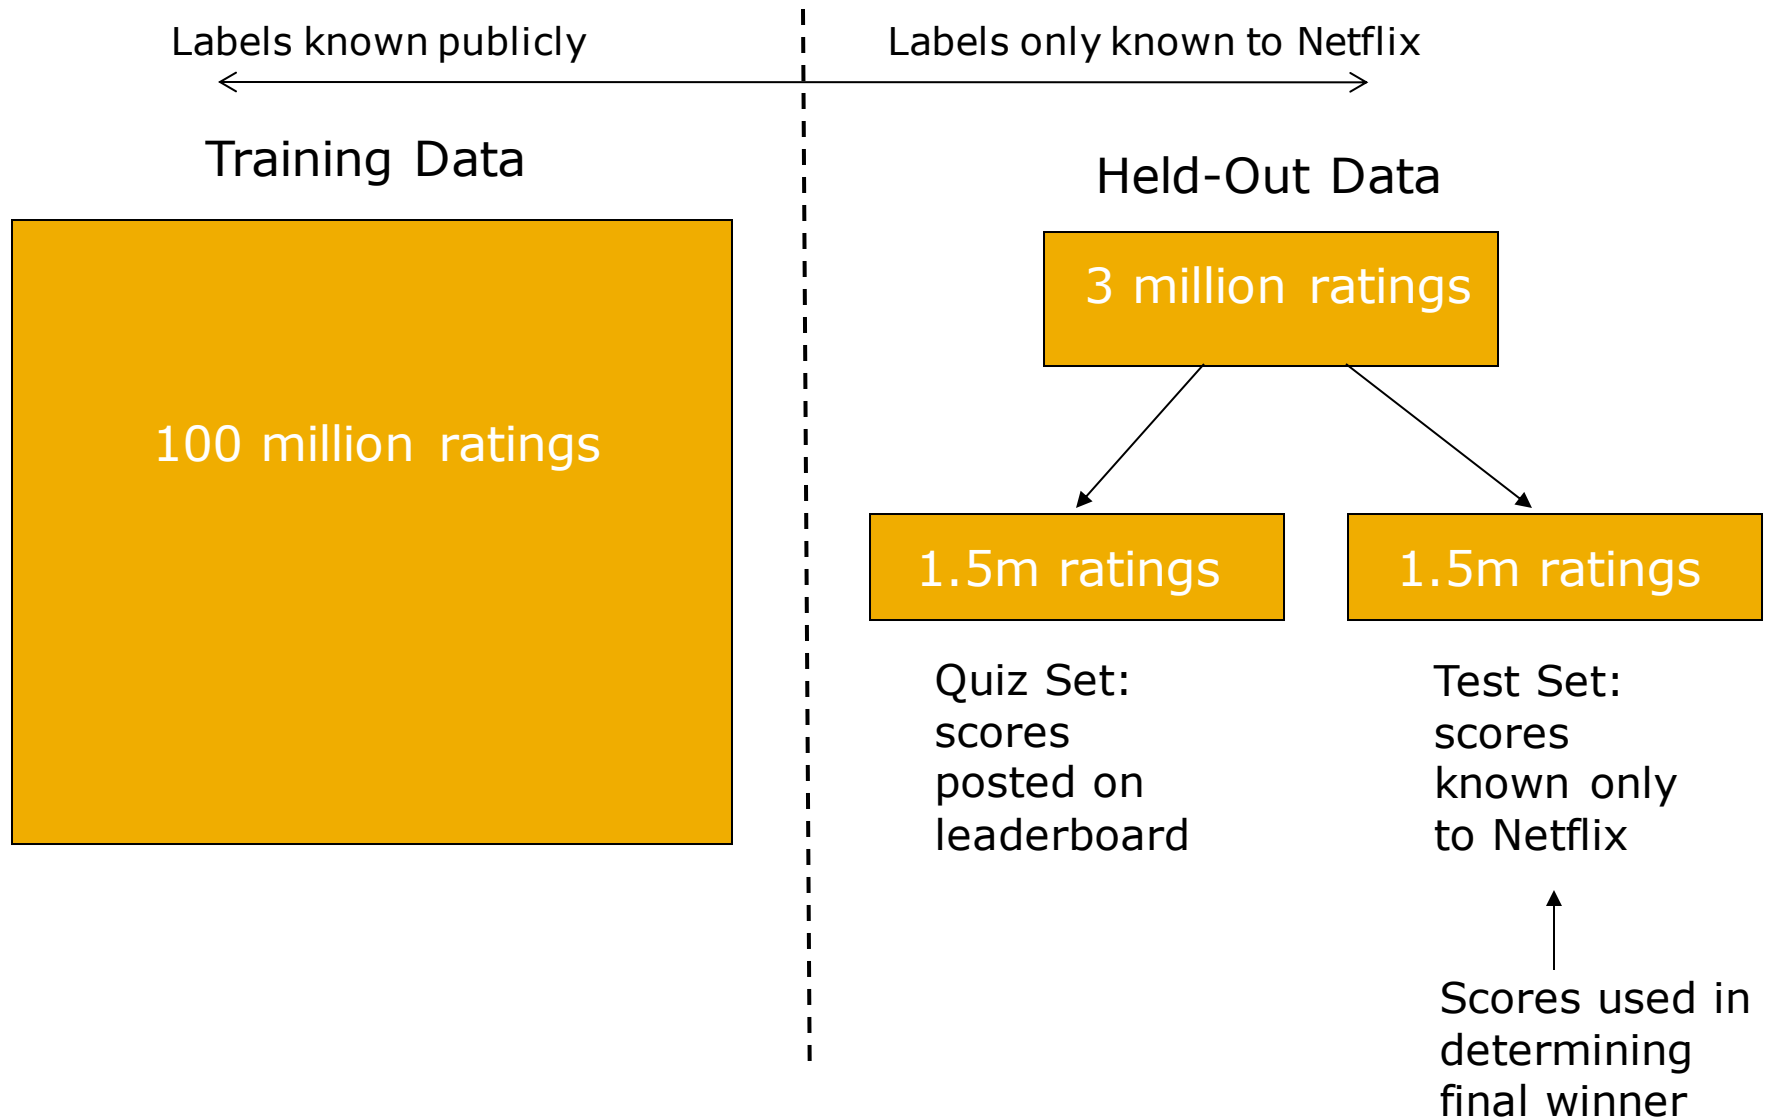 Labels known publicly
Labels only known to Netflix
Training Data
Held-Out Data
100 million ratings
3 million ratings
1.5m ratings
1.5m ratings
Quiz Set:
scores
posted on
leaderboard
Test Set:
scores
known only
to Netflix
Scores used in
determining
final winner